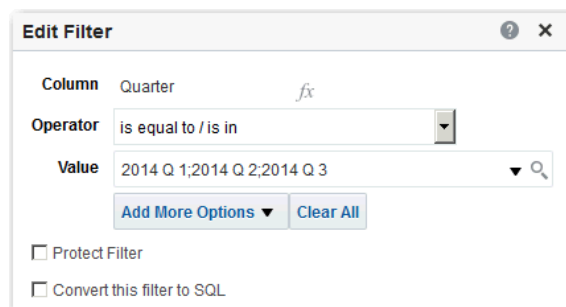 Edit Filter ?
Column Quarter fx
Operator is equal to / is in
Value 2014 Q 1;2014 Q 2;2014 Q 3
Add More Options Clear All
Protect Filter
Convert this filter to SQL